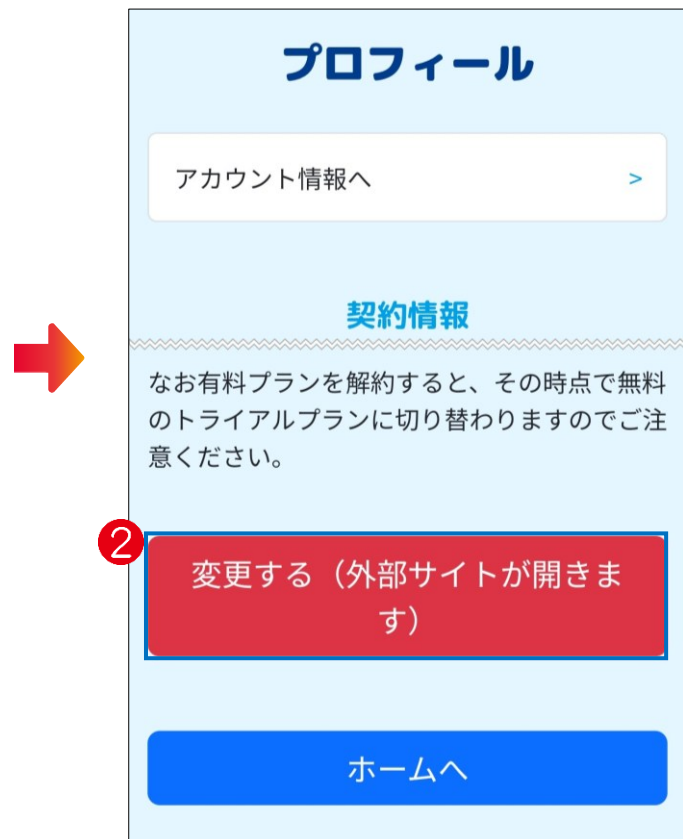 プロフィール
アカウント情報へ >
契約情報
なお有料プランを解約すると、その時点で無料
のトライアルプランに切り替わりますのでご注
意ください。
2
変更する（外部サイトが開きま
す）
ホームへ